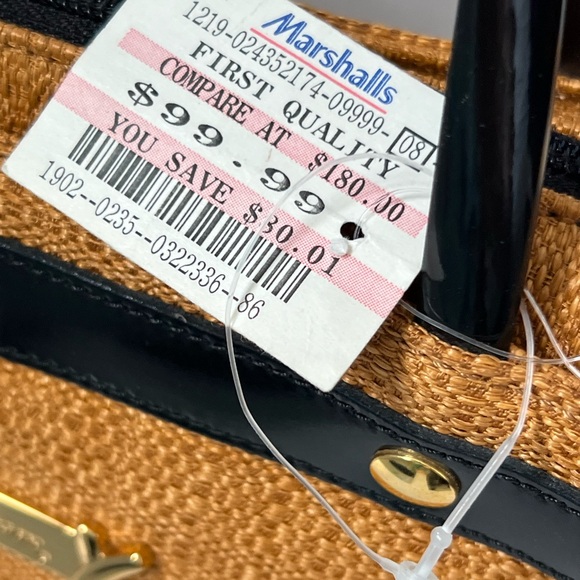 Marshalls
1219-024352174-09999-08
FIRST QUALITY
COMPARE AT $180.00
$99.99
YOU SAVE $80.01
1902--0235--0322336--86